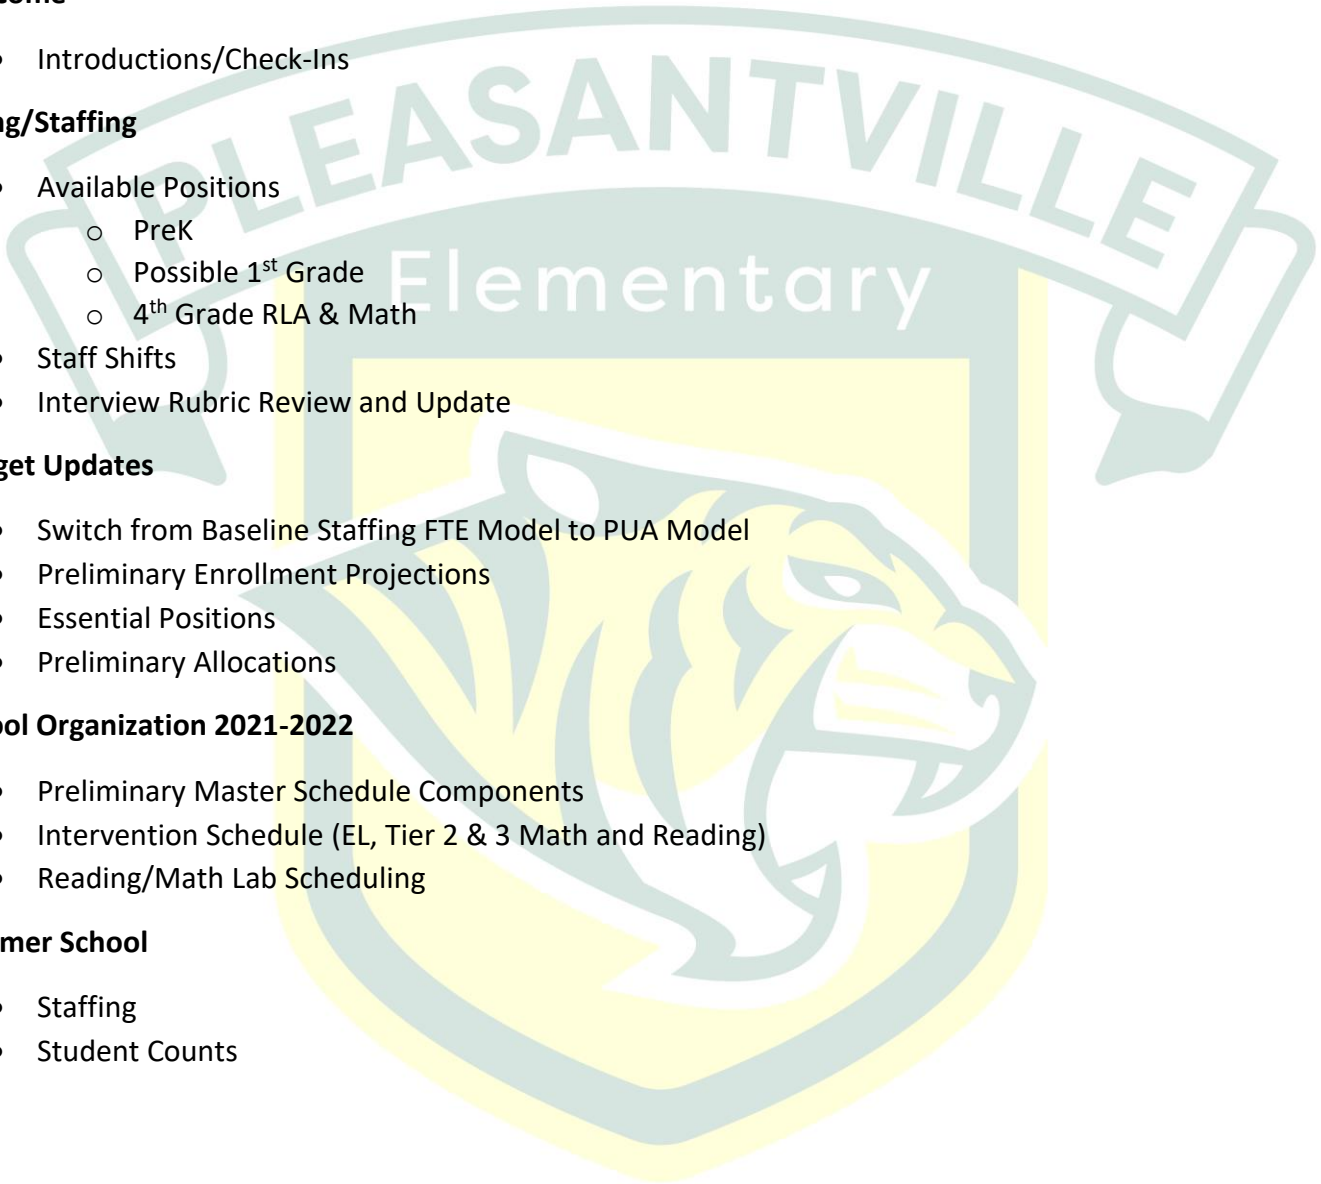 come
• Introductions/Check-Ins
ng/Staffing
• Available Positions
o PreK
o Possible 1st Grade
o 4th Grade RLA & Math
• Staff Shifts
• Interview Rubric Review and Update
get Updates
• Switch from Baseline Staffing FTE Model to PUA Model
• Preliminary Enrollment Projections
• Essential Positions
• Preliminary Allocations
ool Organization 2021-2022
• Preliminary Master Schedule Components
• Intervention Schedule (EL, Tier 2 & 3 Math and Reading)
• Reading/Math Lab Scheduling
mer School
• Staffing
• Student Counts
PLEASANTVILLE
Elementary